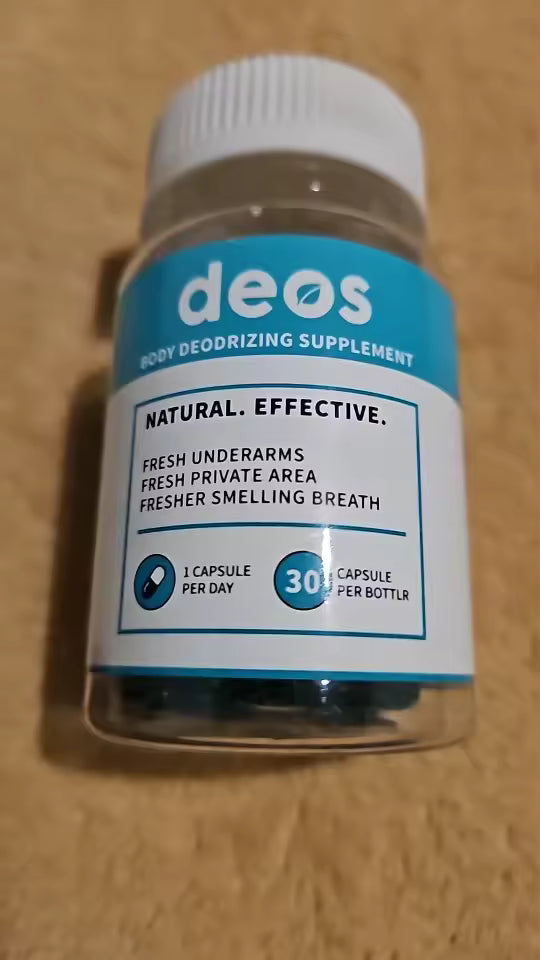 deos
BODY DEODRIZING SUPPLEMENT
NATURAL. EFFECTIVE.
FRESH UNDERARMS
FRESH PRIVATE AREA
FRESHER SMELLING BREATH
1 CAPSULE
PER DAY
30
CAPSULE
PER BOTTLR